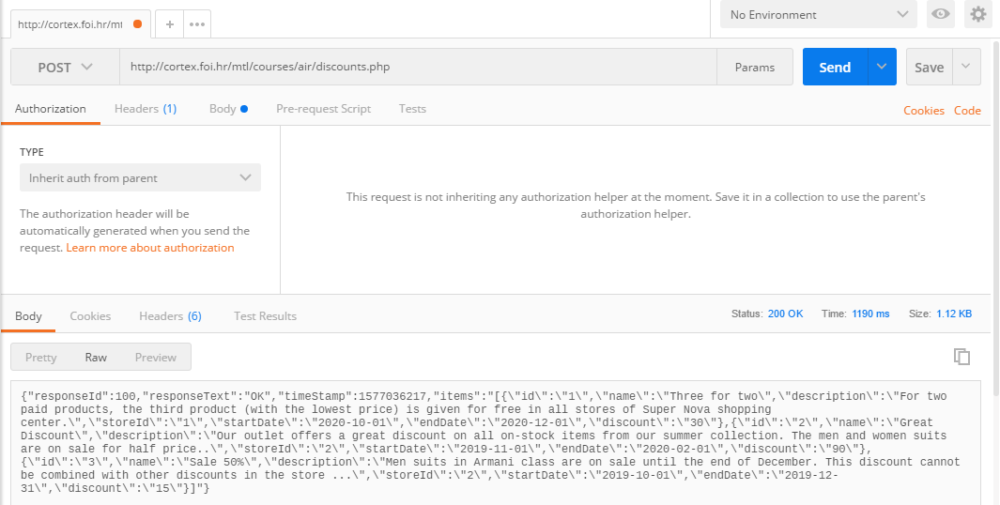 http://cortex.foi.hr/mt
No Environment
POST
http://cortex.foi.hr/mtl/courses/air/discounts.php
Params
Send
Save
Authorization
Headers (1)
Body
Pre-request Script
Tests
Cookies
Code
TYPE
Inherit auth from parent
The authorization header will be
automatically generated when you send the
request. Learn more about authorization
This request is not inheriting any authorization helper at the moment. Save it in a collection to use the parent's
authorization helper.
Body
Cookies
Headers (6)
Test Results
Status: 200 OK
Time: 1190 ms
Size: 1.12 KB
Pretty
Raw
Preview
{"responseId":100,"responseText":"OK","timeStamp":1577036217,"items":"[{\"id\":\"1\",\"name\":\"Three for two\",\"description\":\"For two
paid products, the third product (with the lowest price) is given for free in all stores of Super Nova shopping
center.\",\"storeId\":\"1\",\"startDate\":\"2020-10-01\",\"endDate\":\"2020-12-01\",\"discount\":\"30\"},{\"id\":\"2\",\"name\":\"Great
Discount\",\"description\":\"Our outlet offers a great discount on all on-stock items from our summer collection. The men and women suits
are on sale for half price..\",\"storeId\":\"2\",\"startDate\":\"2019-11-01\",\"endDate\":\"2020-02-01\",\"discount\":\"90\"},
{\"id\":\"3\",\"name\":\"Sale 50%\",\"description\":\"Men suits in Armani class are on sale until the end of December. This discount cannot
be combined with other discounts in the store ...\",\"storeId\":\"2\",\"startDate\":\"2019-10-01\",\"endDate\":\"2019-12-
31\",\"discount\":\"15\"}]"}